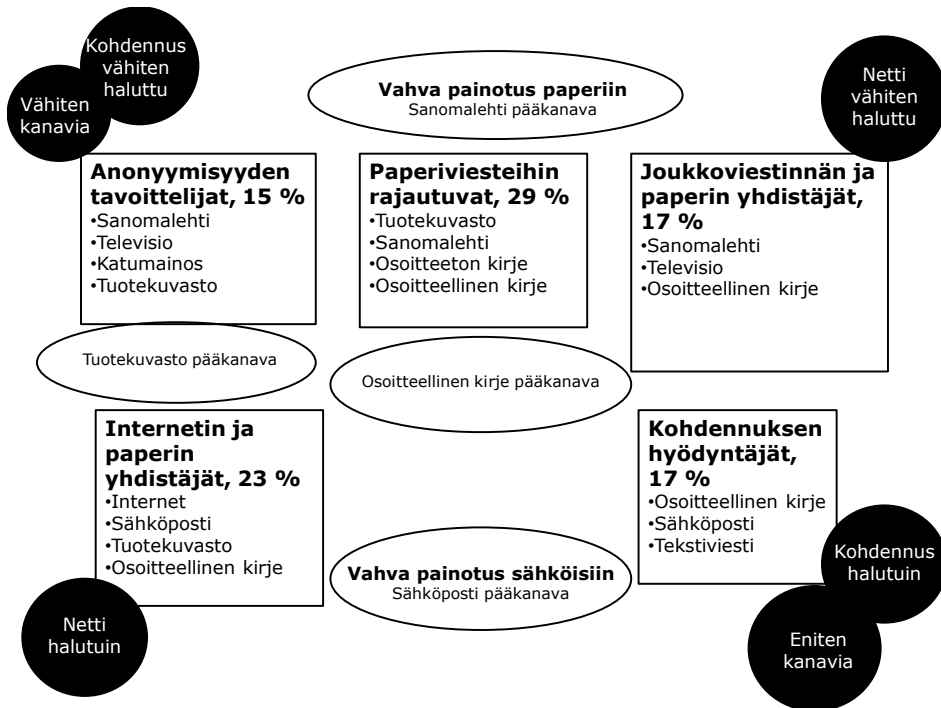 Kohdennus
vähiten
haluttu
Vähiten
kanavia
Vahva painotus paperiin
Sanomalehti pääkanava
Netti
vähiten
haluttu
Anonyymisyyden
tavoittelijat, 15 %
•Sanomalehti
•Televisio
•Katumainos
•Tuotekuvasto
Paperiviesteihin
rajautuvat, 29 %
•Tuotekuvasto
•Sanomalehti
•Osoitteeton kirje
•Osoitteellinen kirje
Joukkoviestinnän ja
paperin yhdistäjät,
17 %
•Sanomalehti
•Televisio
•Osoitteellinen kirje
Tuotekuvasto pääkanava
Osoitteellinen kirje pääkanava
Internetin ja
paperin
yhdistäjät, 23 %
•Internet
•Sähköposti
•Tuotekuvasto
•Osoitteellinen kirje
Kohdennuksen
hyödyntäjät,
17 %
•Osoitteellinen kirje
•Sähköposti
•Tekstiviesti
Vahva painotus sähköisiin
Sähköposti pääkanava
Netti
halutuin
Kohdennus
halutuin
Eniten
kanavia